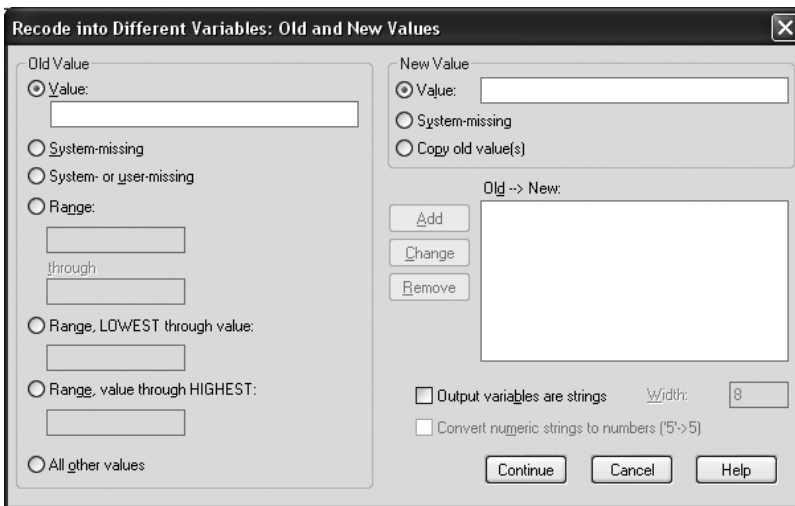 Recode into Different Variables: Old and New Values
Old Value
Value:
System-missing
System- or user-missing
Range:
through
Range, LOWEST through value:
Range, value through HIGHEST:
All other values
New Value
Value:
System-missing
Copy old value(s)
Old --> New:
Add
Change
Remove
Output variables are strings
Width:
8
Convert numeric strings to numbers ('5'->5)
Continue
Cancel
Help